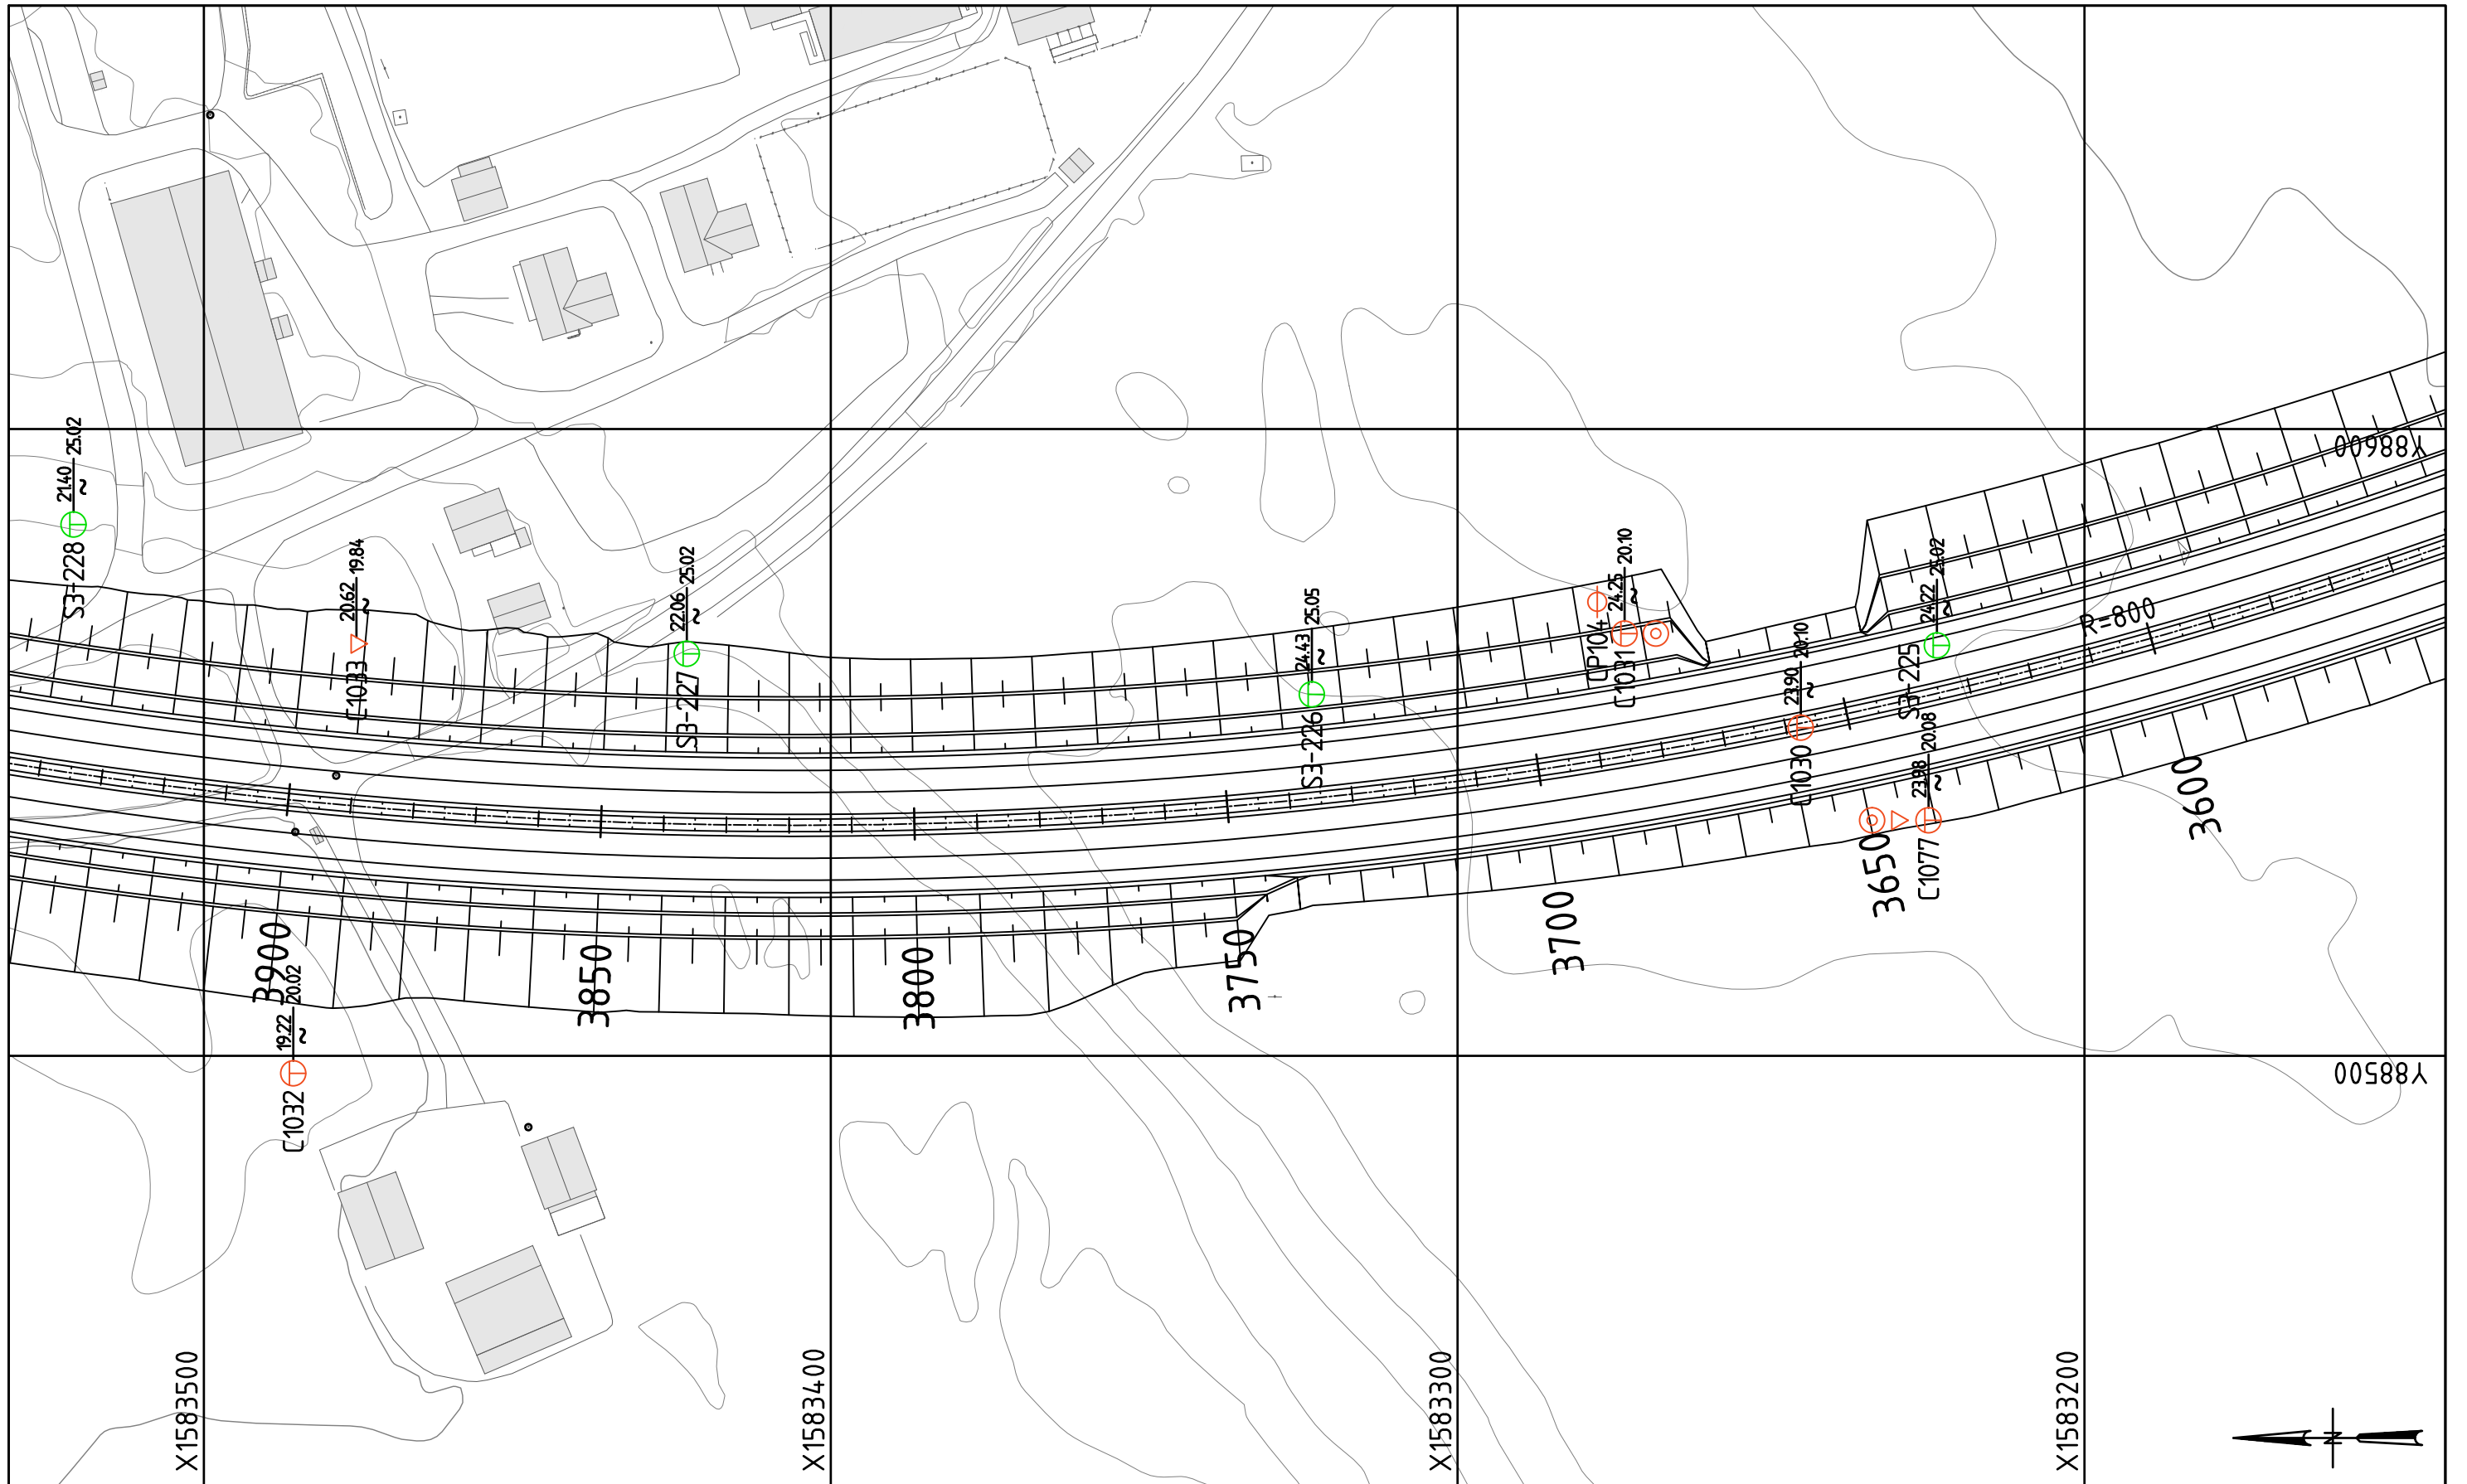 S3-228
21.40
25.02
~
C1033
20.62
19.84
~
S3-227
22.06
25.02
~
S3-226
24.43
25.05
~
CP104
C1031
24.25
20.10
~
C1030
23.90
20.10
~
S3-225
24.22
25.02
~
C1077
23.98
20.08
~
C1032
19.22
20.02
~
R=800
3900
3850
3800
3750
3700
3650
3600
Y88600
Y88500
X1583500
X1583400
X1583300
X1583200
N